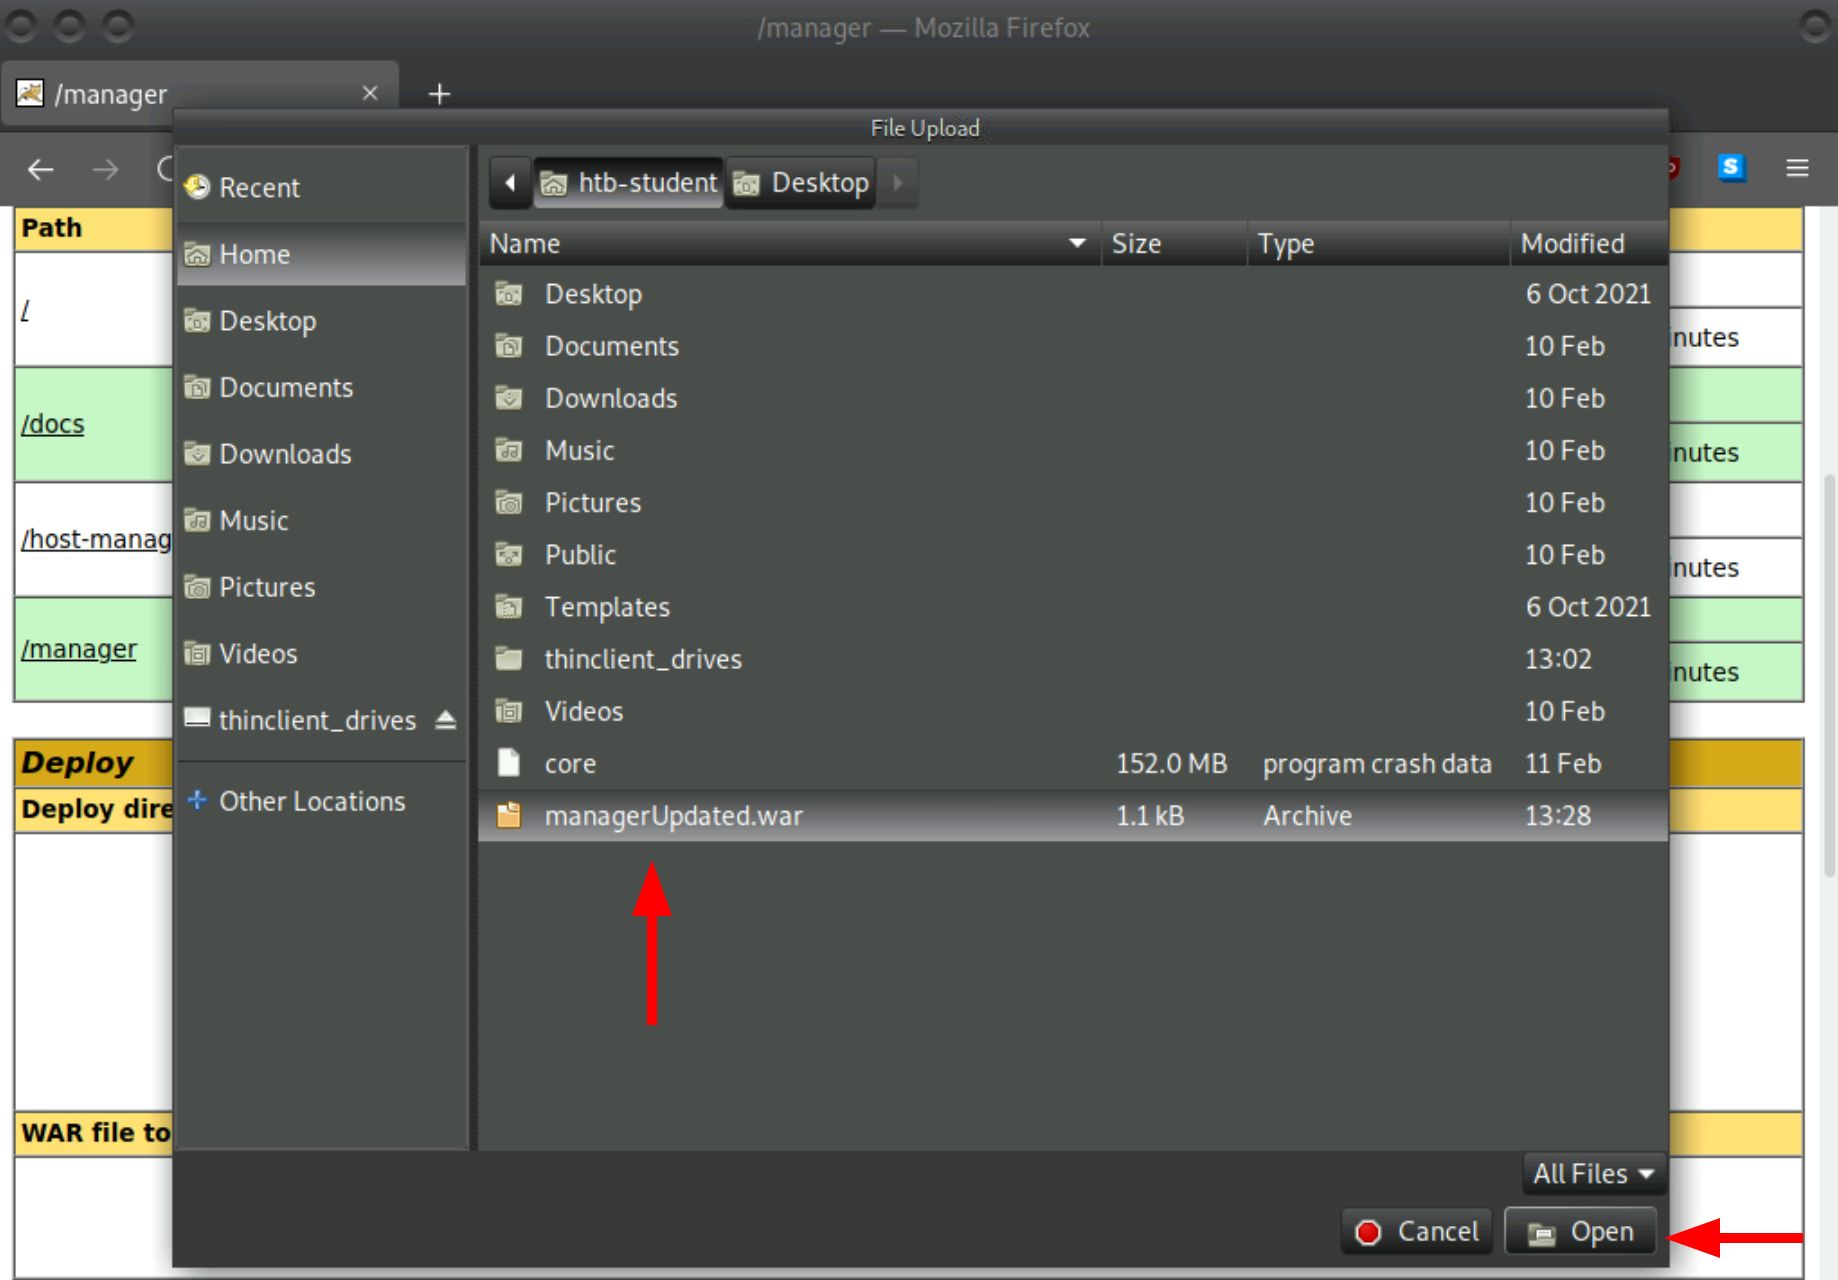 /manager — Mozilla Firefox
/manager
File Upload
Recent
Home
Desktop
Documents
Downloads
Music
Pictures
Videos
thinclient_drives
Other Locations
htb-student Desktop
Name Size Type Modified
Desktop 6 Oct 2021
Documents 10 Feb
Downloads 10 Feb
Music 10 Feb
Pictures 10 Feb
Public 10 Feb
Templates 6 Oct 2021
thinclient_drives 13:02
Videos 10 Feb
core 152.0 MB program crash data 11 Feb
managerUpdated.war 1.1 kB Archive 13:28
All Files
Cancel Open
Path
/
inutes
/docs
inutes
/host-manag
inutes
/manager
inutes
Deploy
Deploy dire
WAR file to
S